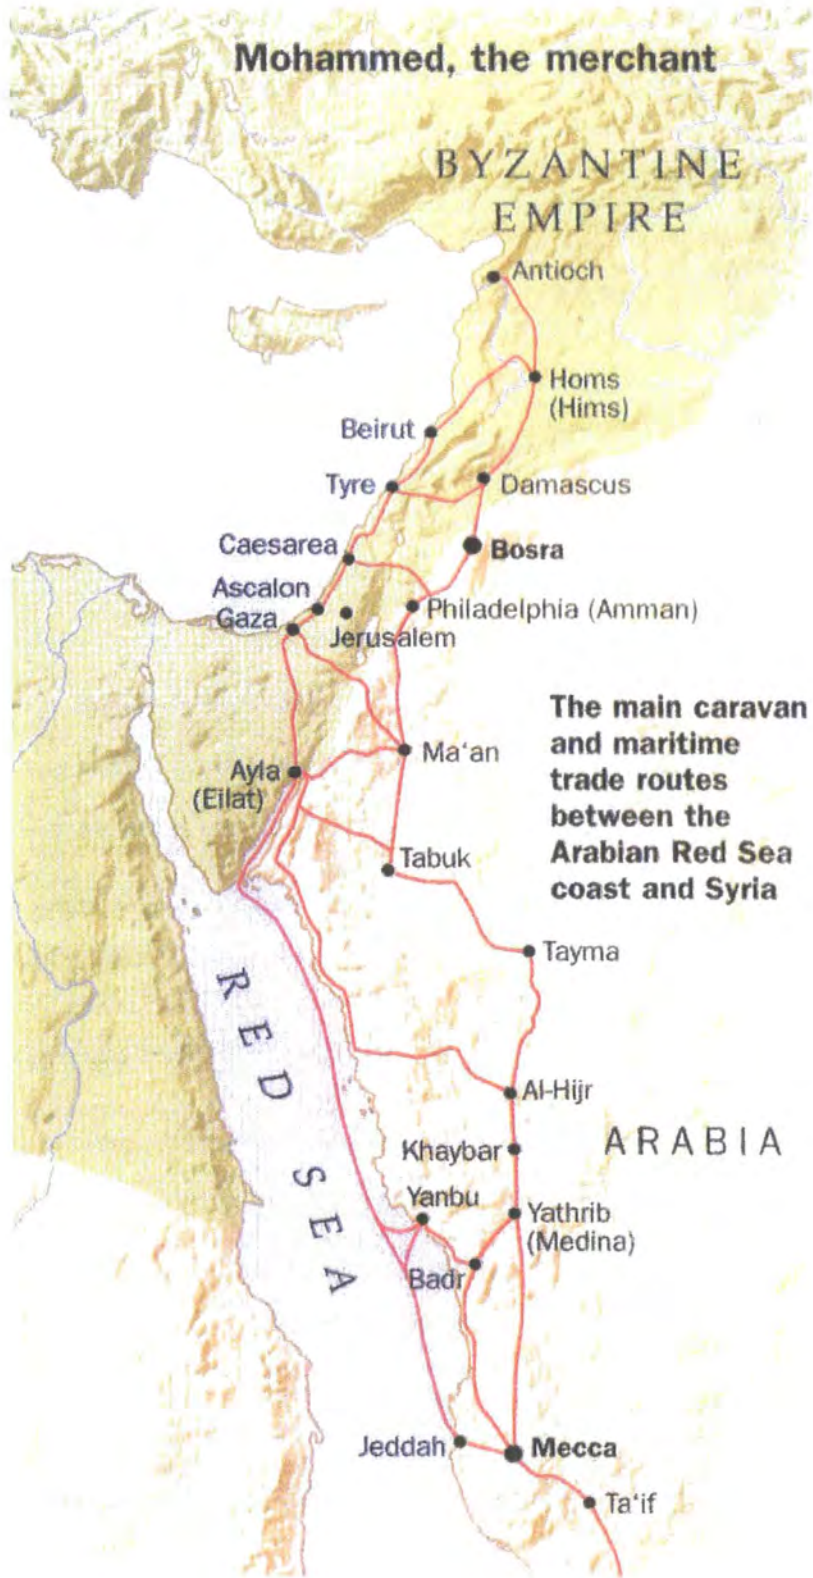 Mohammed, the merchant
BYZANTINE
EMPIRE
Antioch
Homs
(Hims)
Beirut
Tyre
Damascus
Caesarea
Bosra
Ascalon
Gaza
Jerusalem
Philadelphia (Amman)
The main caravan
and maritime
trade routes
between the
Arabian Red Sea
coast and Syria
Ma‘an
Ayla
(Eilat)
Tabuk
Tayma
RED SEA
Al-Hijr
Khaybar
ARABIA
Yanbu
Yathrib
(Medina)
Badr
Jeddah
Mecca
Ta‘if